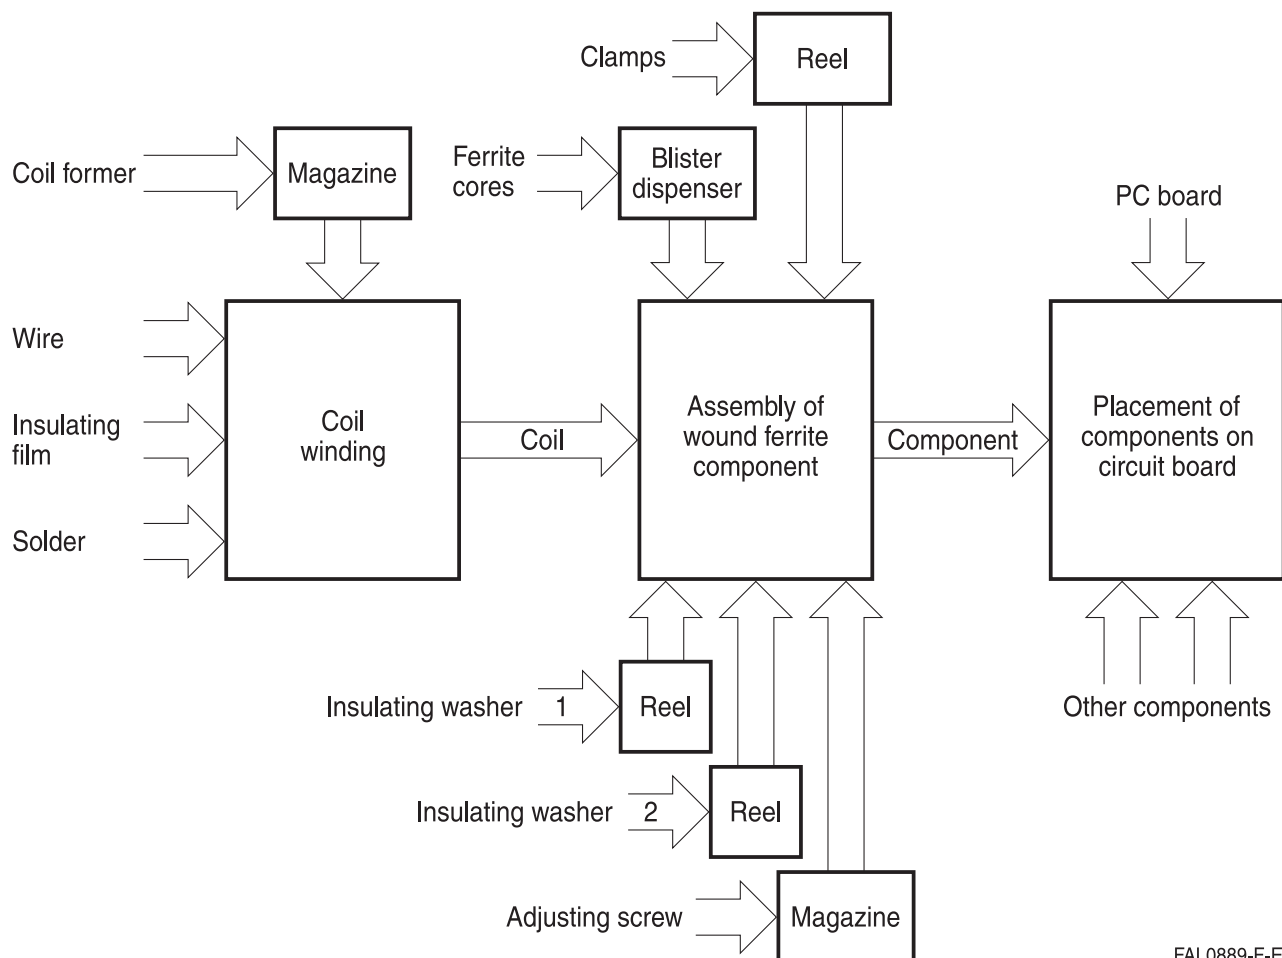 Clamps
Reel
Coil former
Magazine
Ferrite
cores
Blister
dispenser
PC board
Wire
Insulating
film
Solder
Coil
winding
Coil
Assembly of
wound ferrite
component
Component
Placement of
components on
circuit board
Insulating washer 1
Reel
Other components
Insulating washer 2
Reel
Adjusting screw
Magazine
FAL0889-F-E